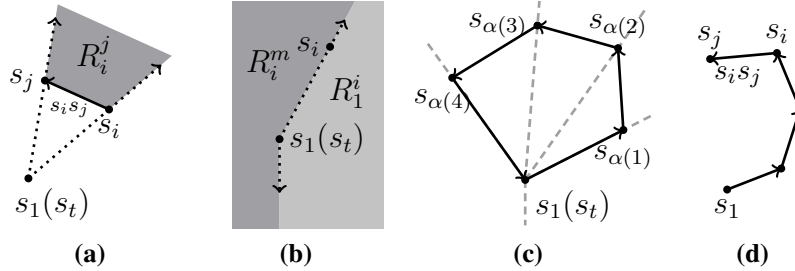 R_i^j
s_j
s_i s_j
s_i
s_1(s_t)
(a)
R_i^m
s_i
R_1^i
s_1(s_t)
(b)
s_{α(3)}
s_{α(2)}
s_{α(4)}
s_{α(1)}
s_1(s_t)
(c)
s_j
s_i
s_i s_j
s_1
(d)